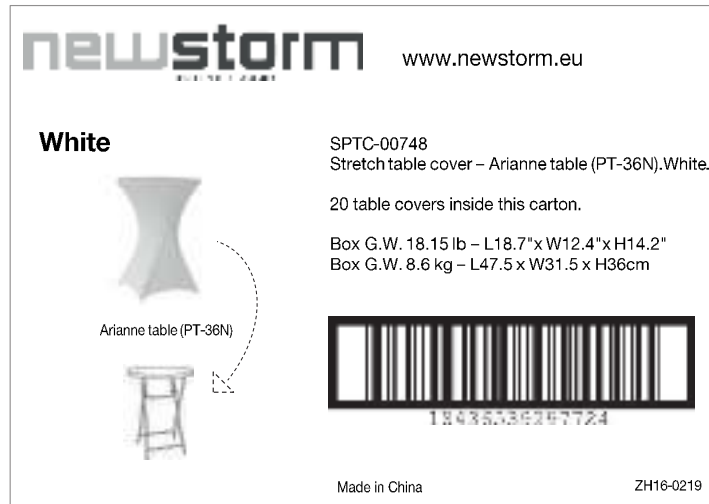 newstorm
www.newstorm.eu
White
SPTC-00748
Stretch table cover – Arianne table (PT-36N).White.
20 table covers inside this carton.
Box G.W. 18.15 lb – L18.7"x W12.4"x H14.2"
Box G.W. 8.6 kg – L47.5 x W31.5 x H36cm
Arianne table (PT-36N)
Made in China
ZH16-0219